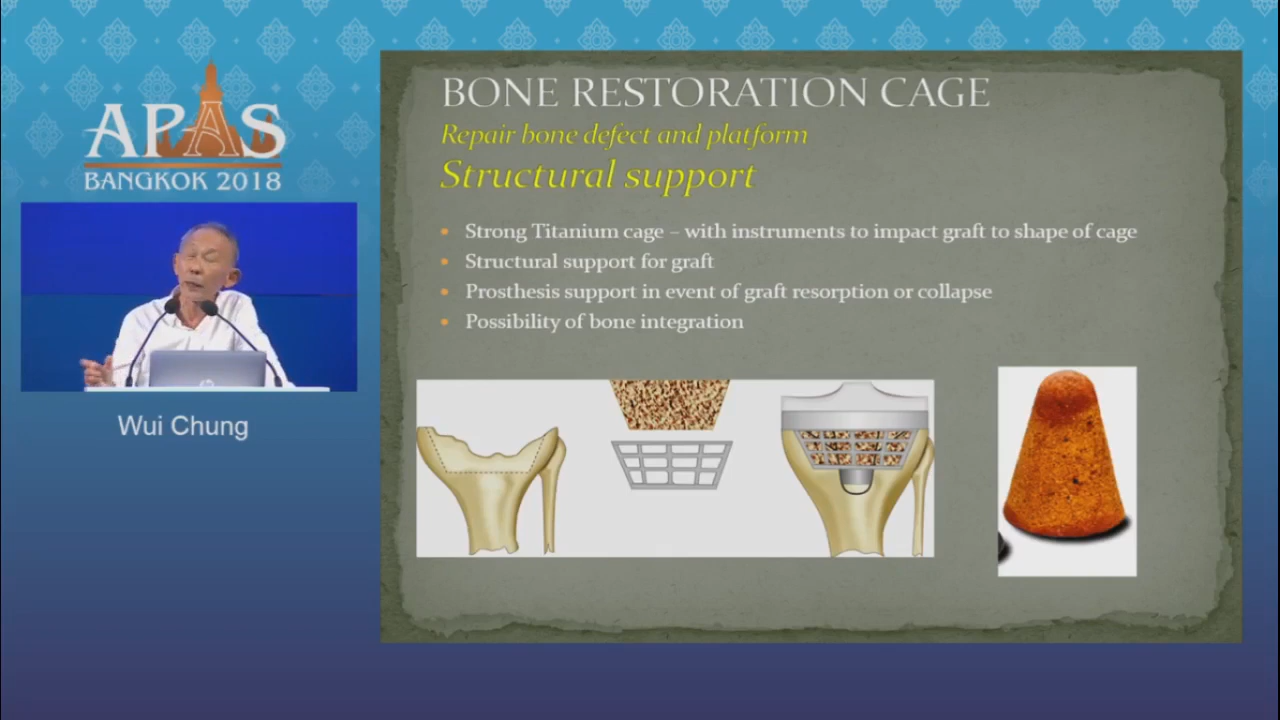 APAS
BANGKOK 2018
Wui Chung
BONE RESTORATION CAGE
Repair bone defect and platform
Structural support
• Strong Titanium cage – with instruments to impact graft to shape of cage
• Structural support for graft
• Prosthesis support in event of graft resorption or collapse
• Possibility of bone integration